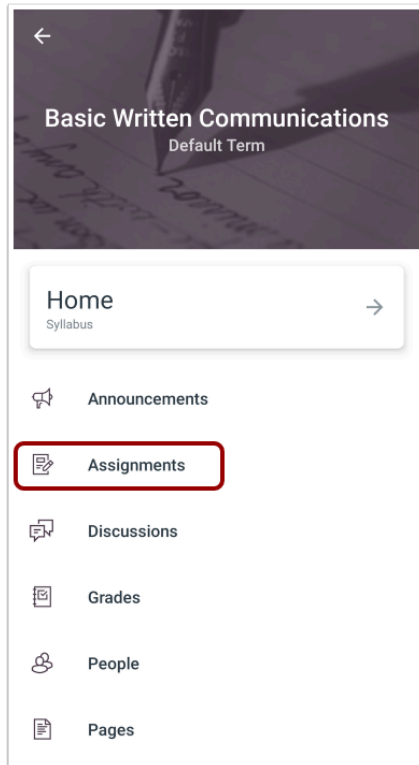 Basic Written Communications
Default Term
Home
Syllabus
Announcements
Assignments
Discussions
Grades
People
Pages